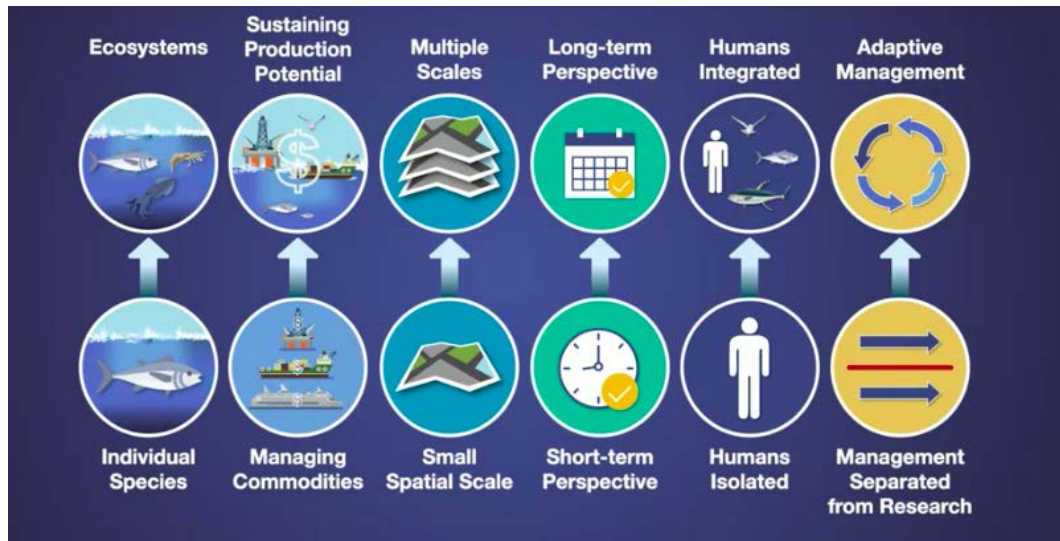 Ecosystems
Sustaining
Production
Potential
Multiple
Scales
Long-term
Perspective
Humans
Integrated
Adaptive
Management
$
$
$
$
Individual
Species
Managing
Commodities
Small
Spatial Scale
Short-term
Perspective
Humans
Isolated
Management
Separated
from Research